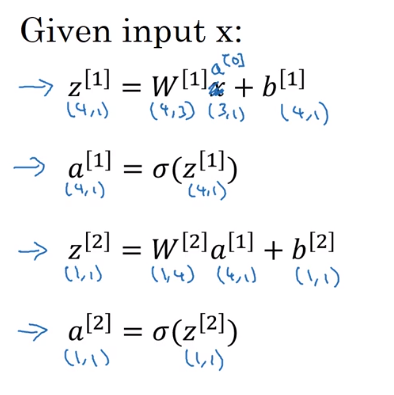 Given input x:
→ z^[1] = W^[1]x a^[0] + b^[1]
(4,1) (4,3) (3,1) (4,1)
→ a^[1] = σ(z^[1])
(4,1) (4,1)
→ z^[2] = W^[2]a^[1] + b^[2]
(1,1) (1,4) (4,1) (1,1)
→ a^[2] = σ(z^[2])
(1,1) (1,1)